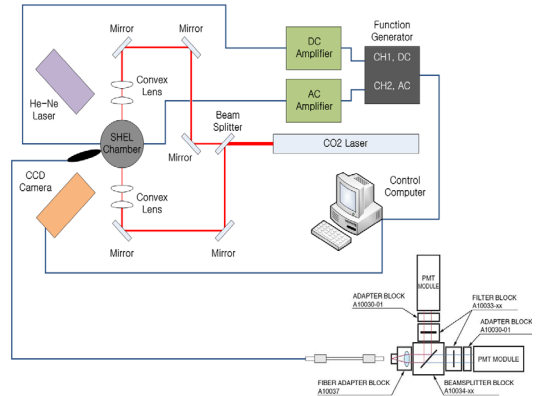 Mirror
Mirror
DC
Amplifier
Function
Generator
CH1, DC
CH2, AC
Convex
Lens
AC
Amplifier
He-Ne
Laser
Beam
Splitter
SHEL
Chamber
CO2 Laser
Mirror
CCD
Camera
Convex
Lens
Control
Computer
Mirror
Mirror
PMT
MODULE
ADAPTER BLOCK
A10030-01
FILTER BLOCK
A10033-xx
ADAPTER BLOCK
A10030-01
PMT MODULE
FIBER ADAPTER BLOCK
A10037
BEAMSPLITTER BLOCK
A10034-xx